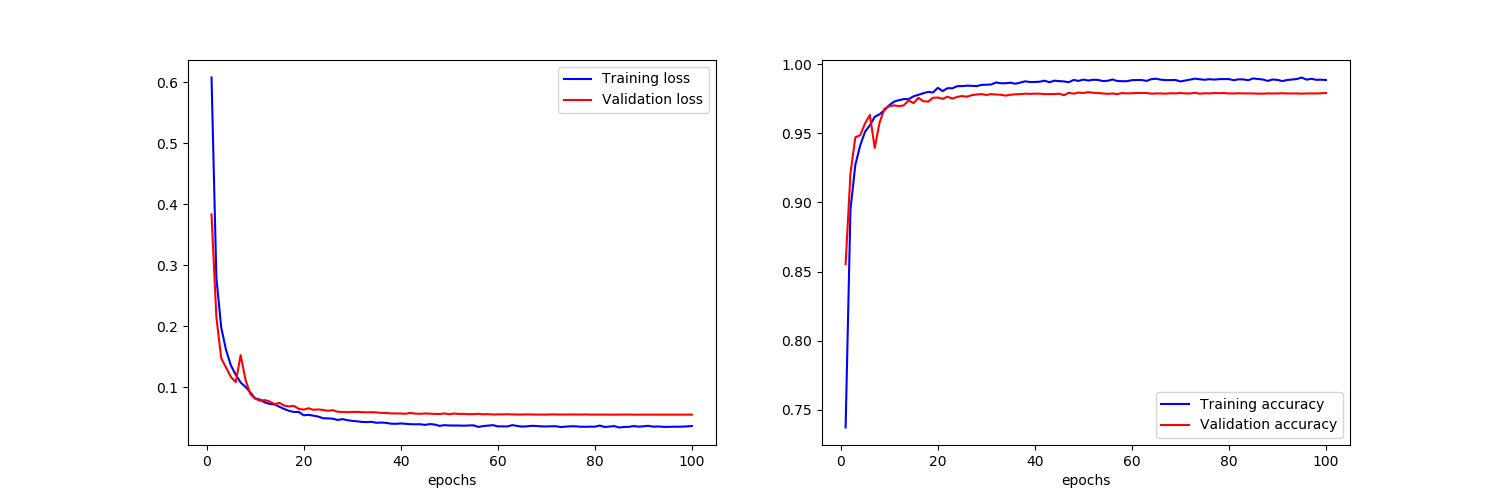 0.6
0.5
0.4
0.3
0.2
0.1
0 20 40 60 80 100
epochs
Training loss
Validation loss
1.00
0.95
0.90
0.85
0.80
0.75
0 20 40 60 80 100
epochs
Training accuracy
Validation accuracy